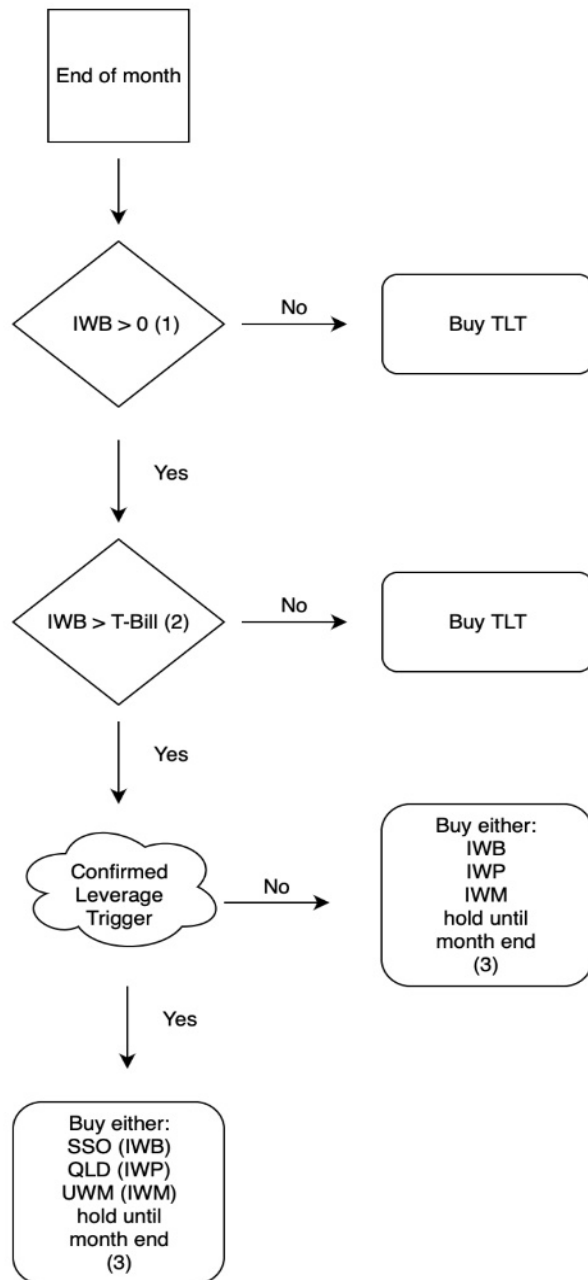 End of month
IWB > 0 (1)
No
Buy TLT
Yes
IWB > T-Bill (2)
No
Buy TLT
Yes
Confirmed
Leverage
Trigger
No
Buy either:
IWB
IWP
IWM
hold until
month end
(3)
Yes
Buy either:
SSO (IWB)
QLD (IWP)
UWM (IWM)
hold until
month end
(3)